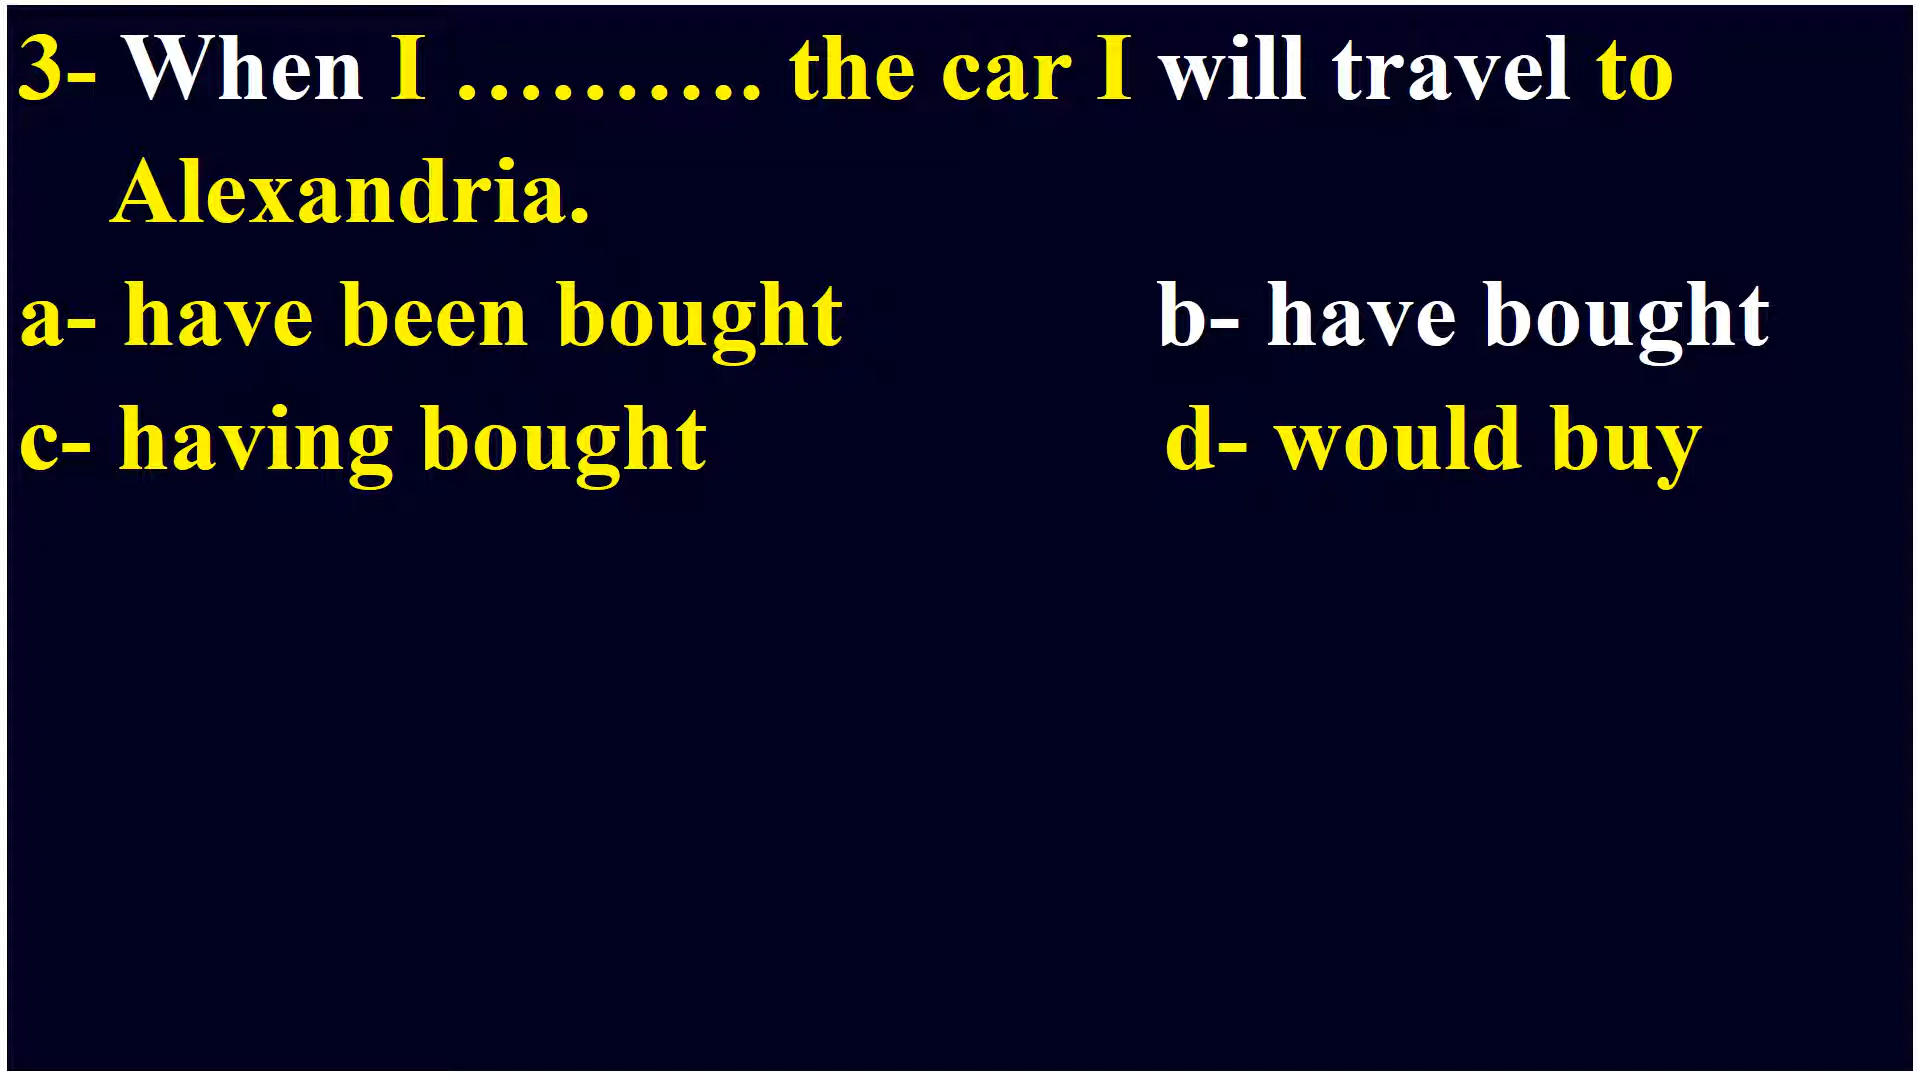 3- When I ………. the car I will travel to
Alexandria.
a- have been bought b- have bought
c- having bought d- would buy